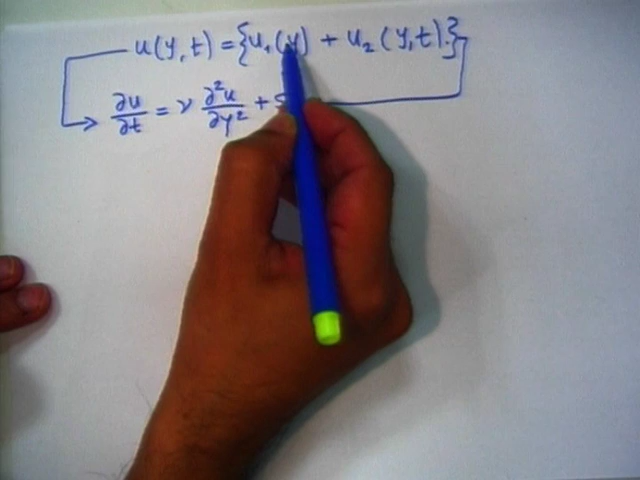 u(y,t) = {u₁(y) + u₂(y,t)}
∂u/∂t = ν ∂²u/∂y² +